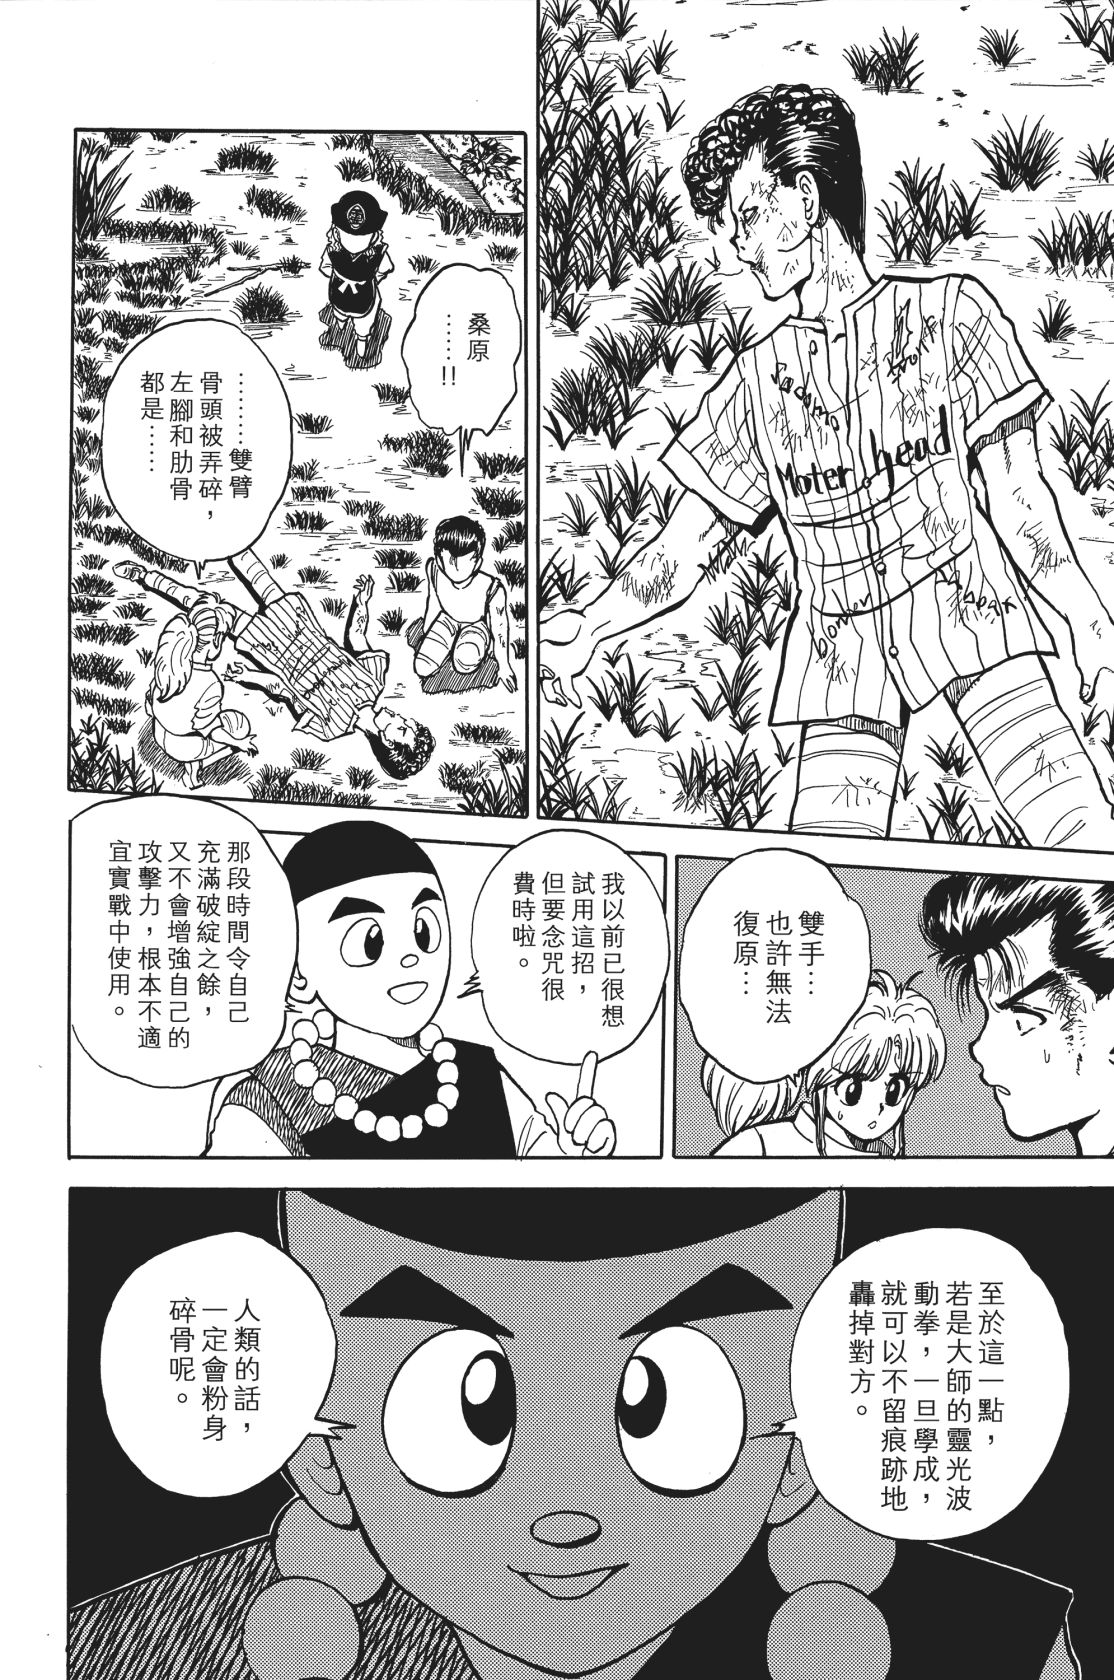 Sodom
Moter head
桑原
……!!
………雙臂
骨頭被弄碎，
左腳和肋骨
都是……
雙手…
也許無法
復原…
我以前已很想
試用這招，
但要念咒很
費時啦。
那段時間令自己
充滿破綻之餘，
又不會增強自己的
攻擊力，根本不適
宜實戰中使用。
至於這一點，
若是大師的靈光波
動拳，一旦學成，
就可以不留痕跡地
轟掉對方。
人類的話，
一定會粉身
碎骨呢。